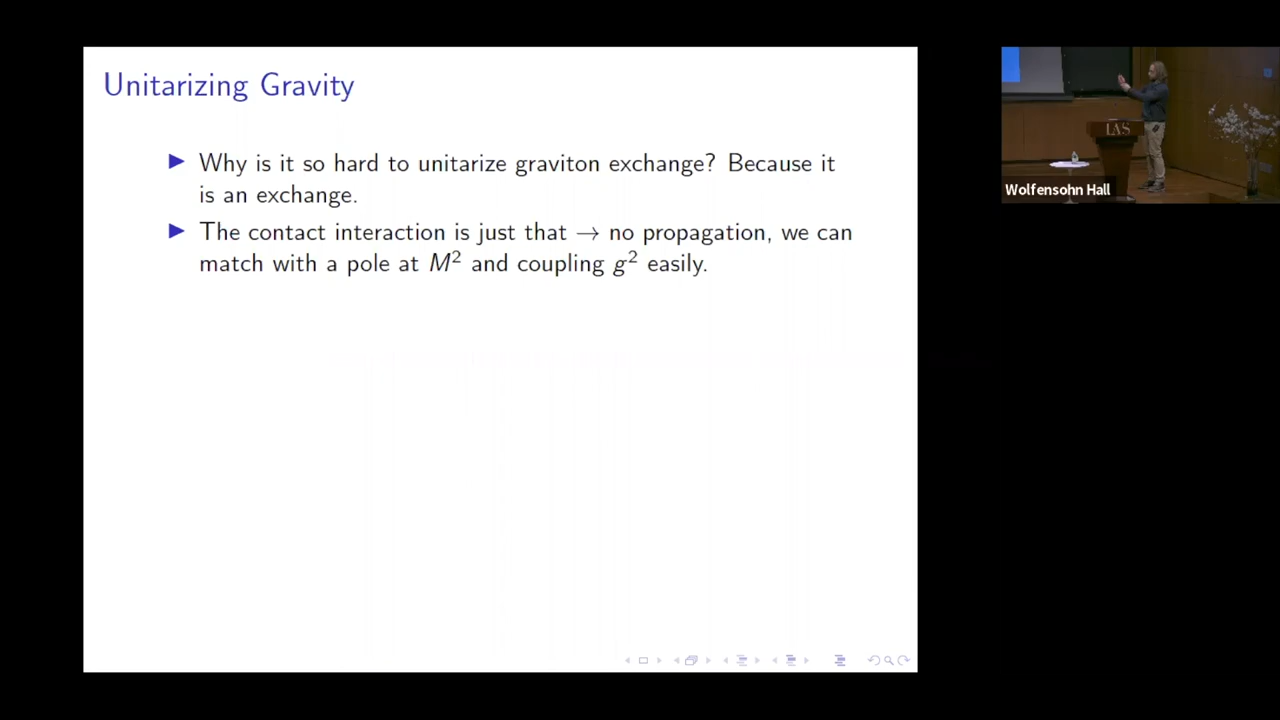 Unitarizing Gravity
▶ Why is it so hard to unitarize graviton exchange? Because it
is an exchange.
▶ The contact interaction is just that → no propagation, we can
match with a pole at M² and coupling g² easily.
IAS
Wolfensohn Hall